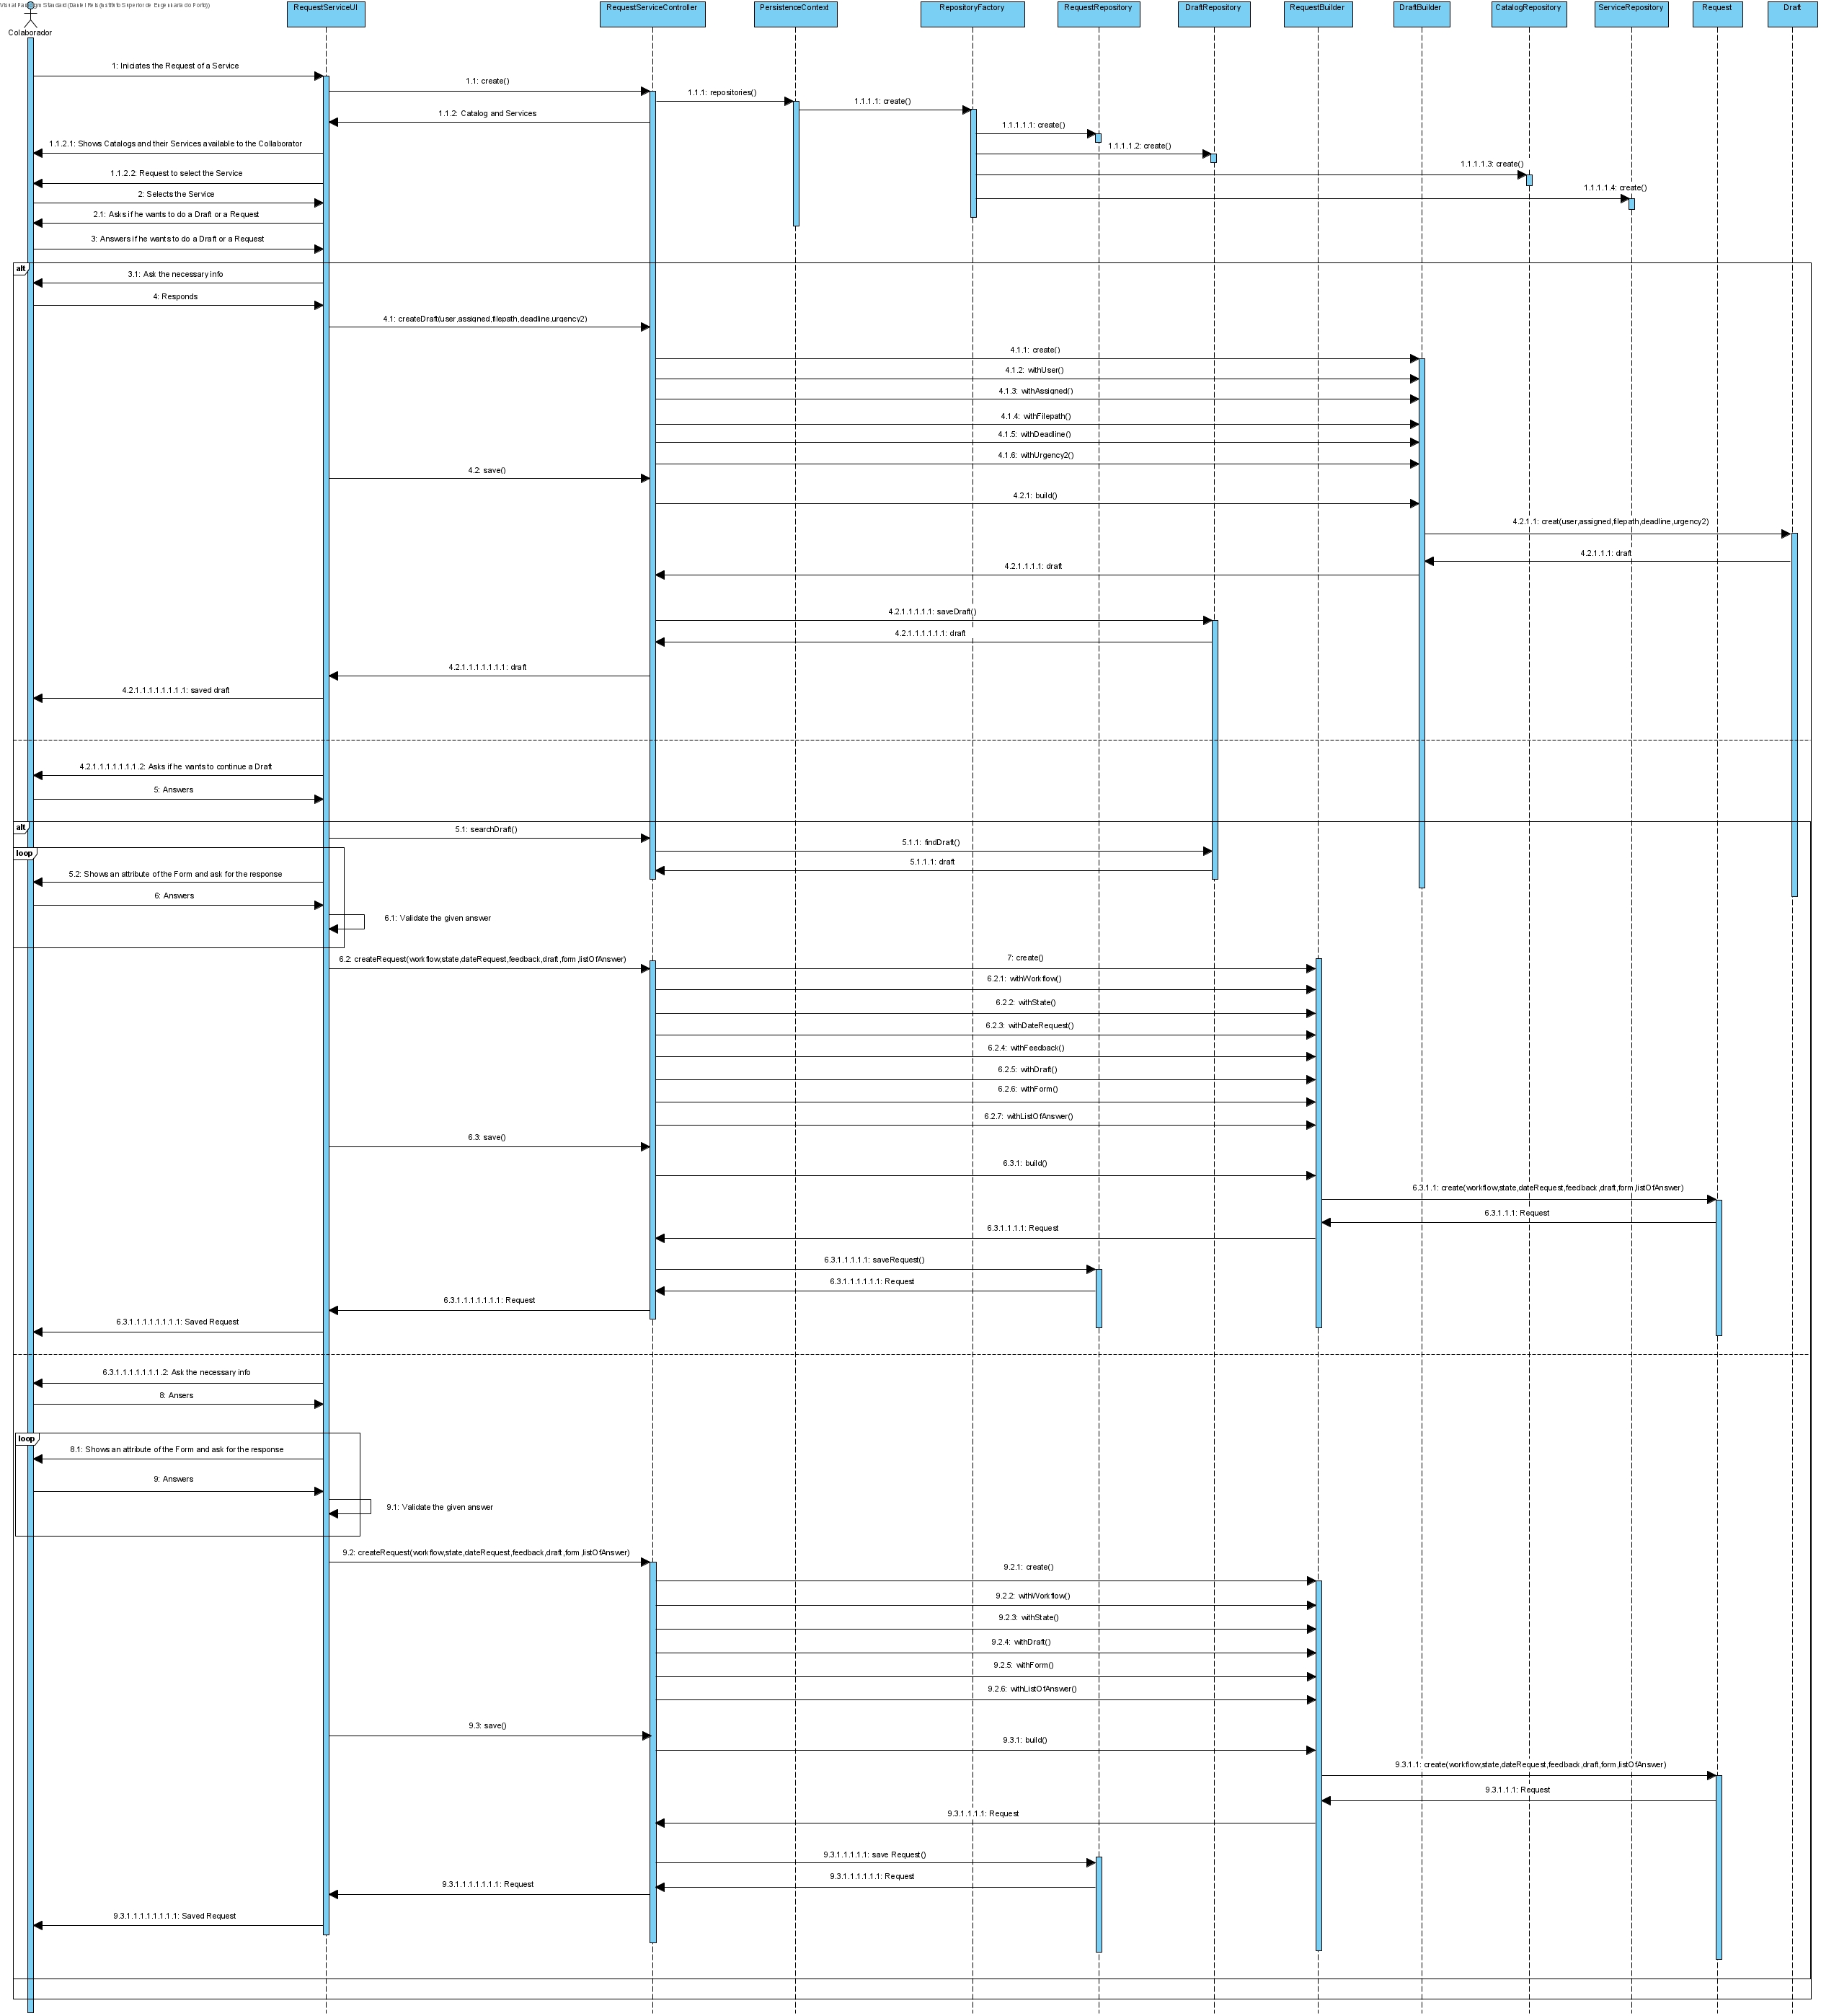 Visual Paradigm Standard(Daniel Reis(Instituto Superior de Engenharia do Porto))
Colaborador
RequestServiceUI
RequestServiceController
PersistenceContext
RepositoryFactory
RequestRepository
DraftRepository
RequestBuilder
DraftBuilder
CatalogRepository
ServiceRepository
Request
Draft
1: Iniciates the Request of a Service
1.1: create()
1.1.1: repositories()
1.1.1.1: create()
1.1.2: Catalog and Services
1.1.1.1.1: create()
1.1.2.1: Shows Catalogs and their Services available to the Collaborator
1.1.1.1.2: create()
1.1.1.1.3: create()
1.1.2.2: Request to select the Service
1.1.1.1.4: create()
2: Selects the Service
2.1: Asks if he wants to do a Draft or a Request
3: Answers if he wants to do a Draft or a Request
alt
3.1: Ask the necessary info
4: Responds
4.1: createDraft(user,assigned,filepath,deadline,urgency2)
4.1.1: create()
4.1.2: withUser()
4.1.3: withAssigned()
4.1.4: withFilepath()
4.1.5: withDeadline()
4.1.6: withUrgency2()
4.2: save()
4.2.1: build()
4.2.1.1: creat(user,assigned,filepath,deadline,urgency2)
4.2.1.1.1: draft
4.2.1.1.1.1: draft
4.2.1.1.1.1.1: saveDraft()
4.2.1.1.1.1.1.1: draft
4.2.1.1.1.1.1.1.1: draft
4.2.1.1.1.1.1.1.1.1: saved draft
4.2.1.1.1.1.1.1.1.2: Asks if he wants to continue a Draft
5: Answers
alt
5.1: searchDraft()
5.1.1: findDraft()
loop
5.1.1.1: draft
5.2: Shows an attribute of the Form and ask for the response
6: Answers
6.1: Validate the given answer
6.2: createRequest(workflow,state,dateRequest,feedback,draft,form,listOfAnswer)
7: create()
6.2.1: withWorkflow()
6.2.2: withState()
6.2.3: withDateRequest()
6.2.4: withFeedback()
6.2.5: withDraft()
6.2.6: withForm()
6.2.7: withListOfAnswer()
6.3: save()
6.3.1: build()
6.3.1.1: create(workflow,state,dateRequest,feedback,draft,form,listOfAnswer)
6.3.1.1.1: Request
6.3.1.1.1.1: Request
6.3.1.1.1.1.1: saveRequest()
6.3.1.1.1.1.1.1: Request
6.3.1.1.1.1.1.1.1: Request
6.3.1.1.1.1.1.1.1.1: Saved Request
6.3.1.1.1.1.1.1.1.2: Ask the necessary info
8: Ansers
loop
8.1: Shows an attribute of the Form and ask for the response
9: Answers
9.1: Validate the given answer
9.2: createRequest(workflow,state,dateRequest,feedback,draft,form,listOfAnswer)
9.2.1: create()
9.2.2: withWorkflow()
9.2.3: withState()
9.2.4: withDraft()
9.2.5: withForm()
9.2.6: withListOfAnswer()
9.3: save()
9.3.1: build()
9.3.1.1: create(workflow,state,dateRequest,feedback,draft,form,listOfAnswer)
9.3.1.1.1: Request
9.3.1.1.1.1: Request
9.3.1.1.1.1.1: save Request()
9.3.1.1.1.1.1.1: Request
9.3.1.1.1.1.1.1.1: Request
9.3.1.1.1.1.1.1.1.1: Saved Request